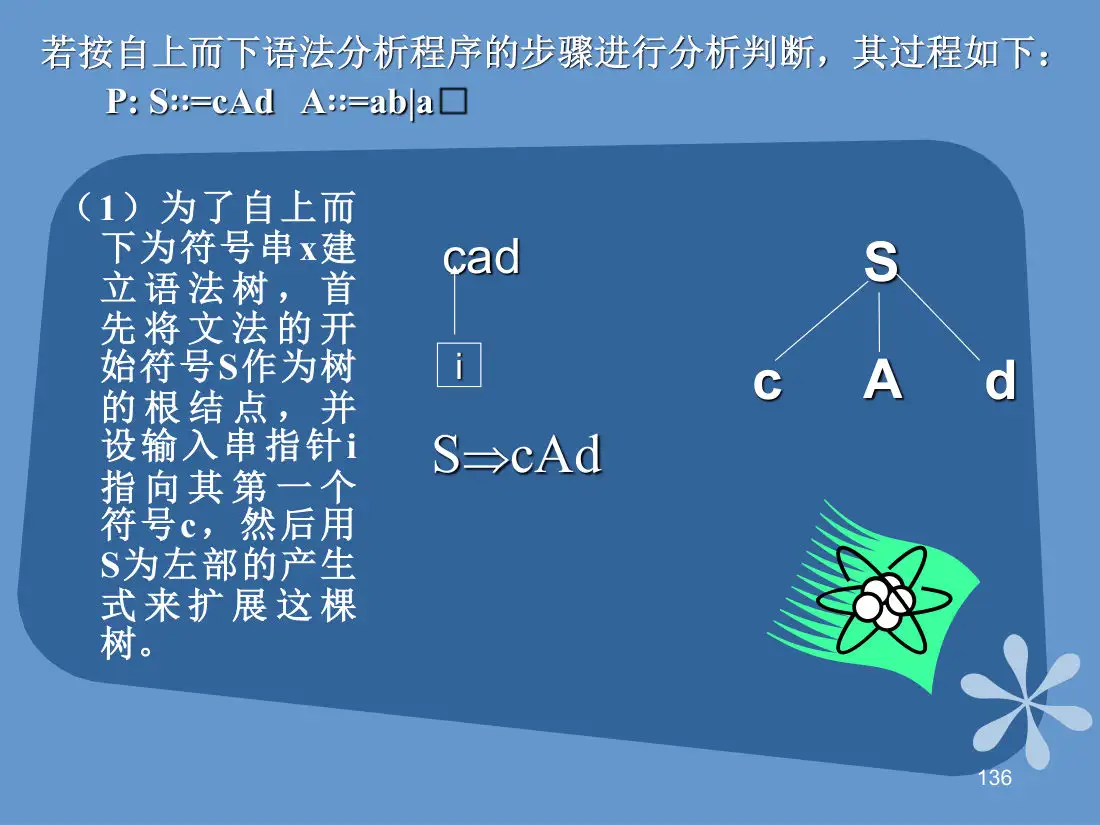 若按自上而下语法分析程序的步骤进行分析判断，其过程如下：
P: S::=cAd A::=ab|a□
（1）为了自上而
下为符号串x建
立语法树，首
先将文法的开
始符号S作为树
的根结点，并
设输入串指针i
指向其第一个
符号c，然后用
S为左部的产生
式来扩展这棵
树。
cad
i
S⇒cAd
S
c A d
136